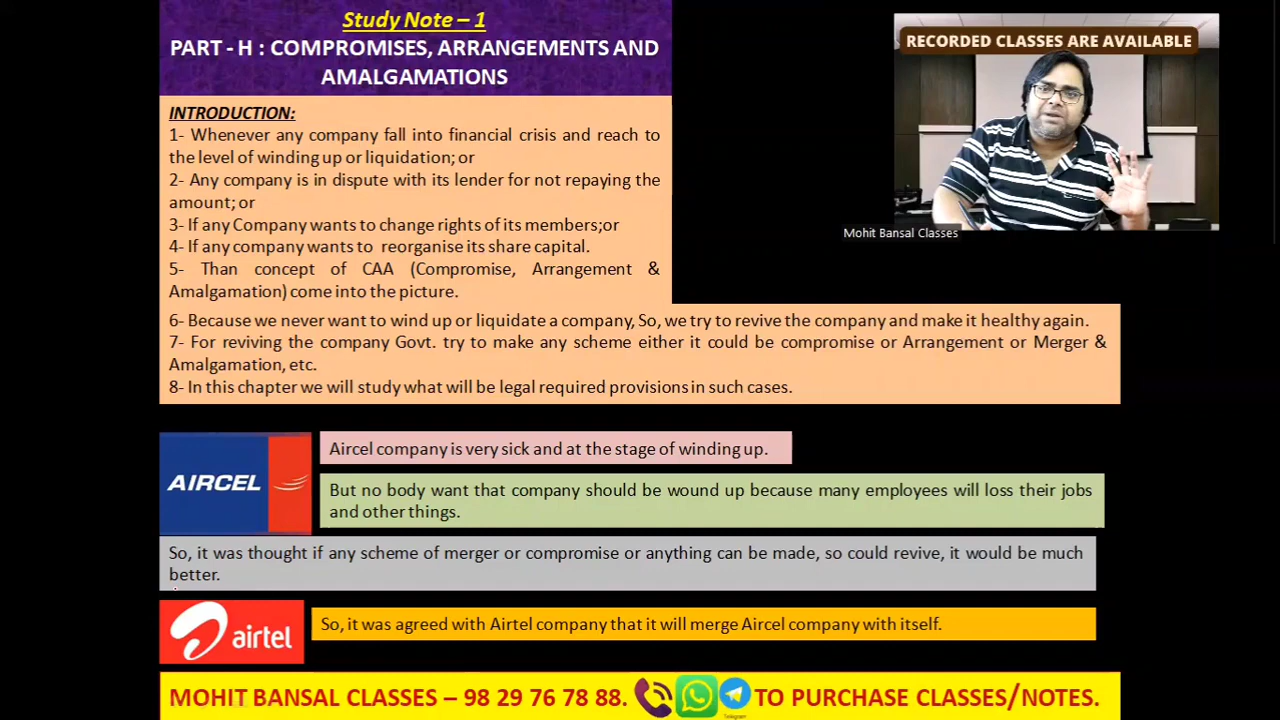 Study Note – 1
PART - H : COMPROMISES, ARRANGEMENTS AND
AMALGAMATIONS
RECORDED CLASSES ARE AVAILABLE
Mohit Bansal Classes
INTRODUCTION:
1- Whenever any company fall into financial crisis and reach to
the level of winding up or liquidation; or
2- Any company is in dispute with its lender for not repaying the
amount; or
3- If any Company wants to change rights of its members;or
4- If any company wants to reorganise its share capital.
5- Than concept of CAA (Compromise, Arrangement &
Amalgamation) come into the picture.
6- Because we never want to wind up or liquidate a company, So, we try to revive the company and make it healthy again.
7- For reviving the company Govt. try to make any scheme either it could be compromise or Arrangement or Merger &
Amalgamation, etc.
8- In this chapter we will study what will be legal required provisions in such cases.
AIRCEL
Aircel company is very sick and at the stage of winding up.
But no body want that company should be wound up because many employees will loss their jobs
and other things.
So, it was thought if any scheme of merger or compromise or anything can be made, so could revive, it would be much
better.
airtel
So, it was agreed with Airtel company that it will merge Aircel company with itself.
MOHIT BANSAL CLASSES – 98 29 76 78 88. TO PURCHASE CLASSES/NOTES.
Telegram